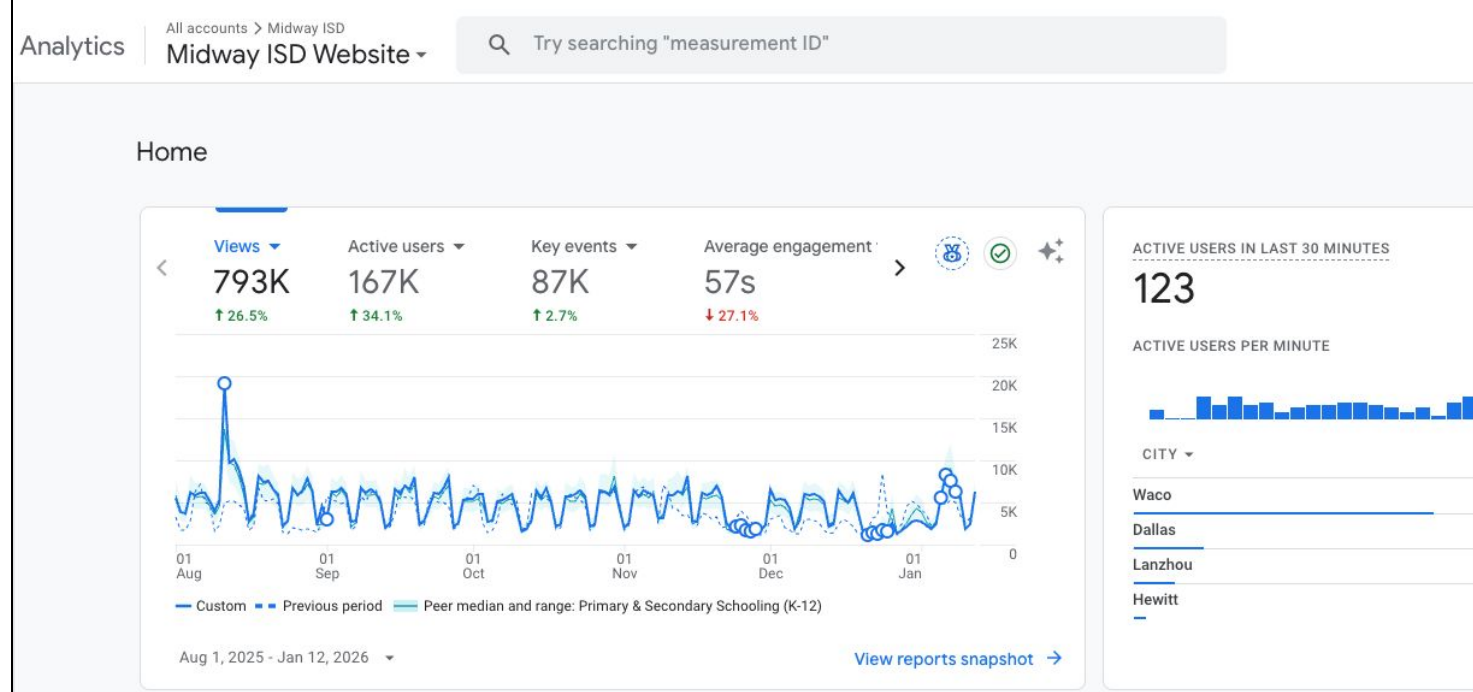 Analytics
All accounts > Midway ISD
Midway ISD Website
Try searching "measurement ID"
Home
Views
793K
↑ 26.5%
Active users
167K
↑ 34.1%
Key events
87K
↑ 2.7%
Average engagement
57s
↓ 27.1%
25K
20K
15K
10K
5K
0
01 Aug
01 Sep
01 Oct
01 Nov
01 Dec
01 Jan
Custom
Previous period
Peer median and range: Primary & Secondary Schooling (K-12)
Aug 1, 2025 - Jan 12, 2026
View reports snapshot →
ACTIVE USERS IN LAST 30 MINUTES
123
ACTIVE USERS PER MINUTE
CITY
Waco
Dallas
Lanzhou
Hewitt